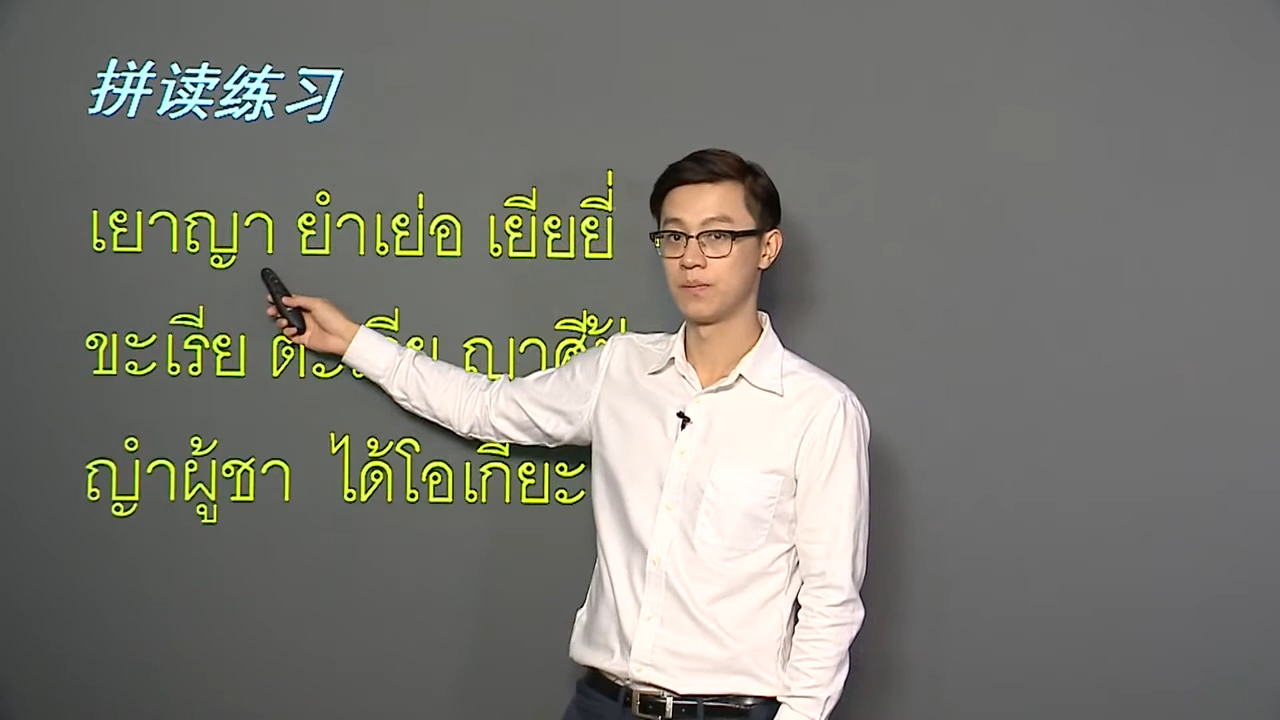 拼读练习
เยาญา ยำเย่อ เยียยี่
ขะเรีย
ญำผู้ชา ได้โอเกียะ